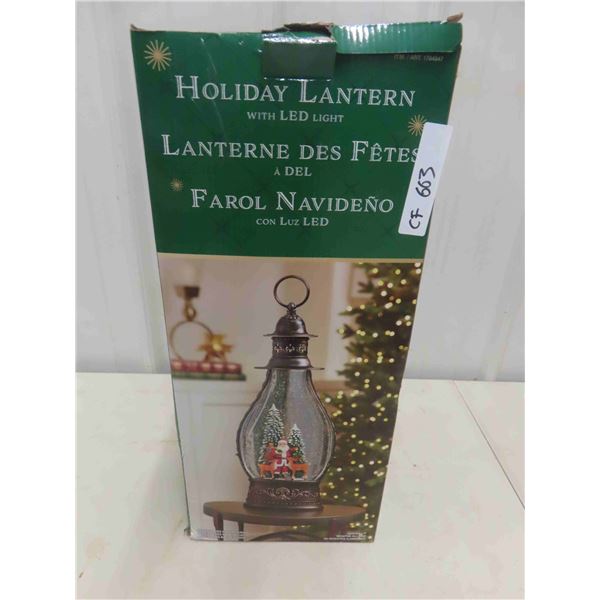 HOLIDAY LANTERN
WITH LED LIGHT
LANTERNE DES FÊTES
À DEL
FAROL NAVIDEÑO
CON LUZ LED
CF 663